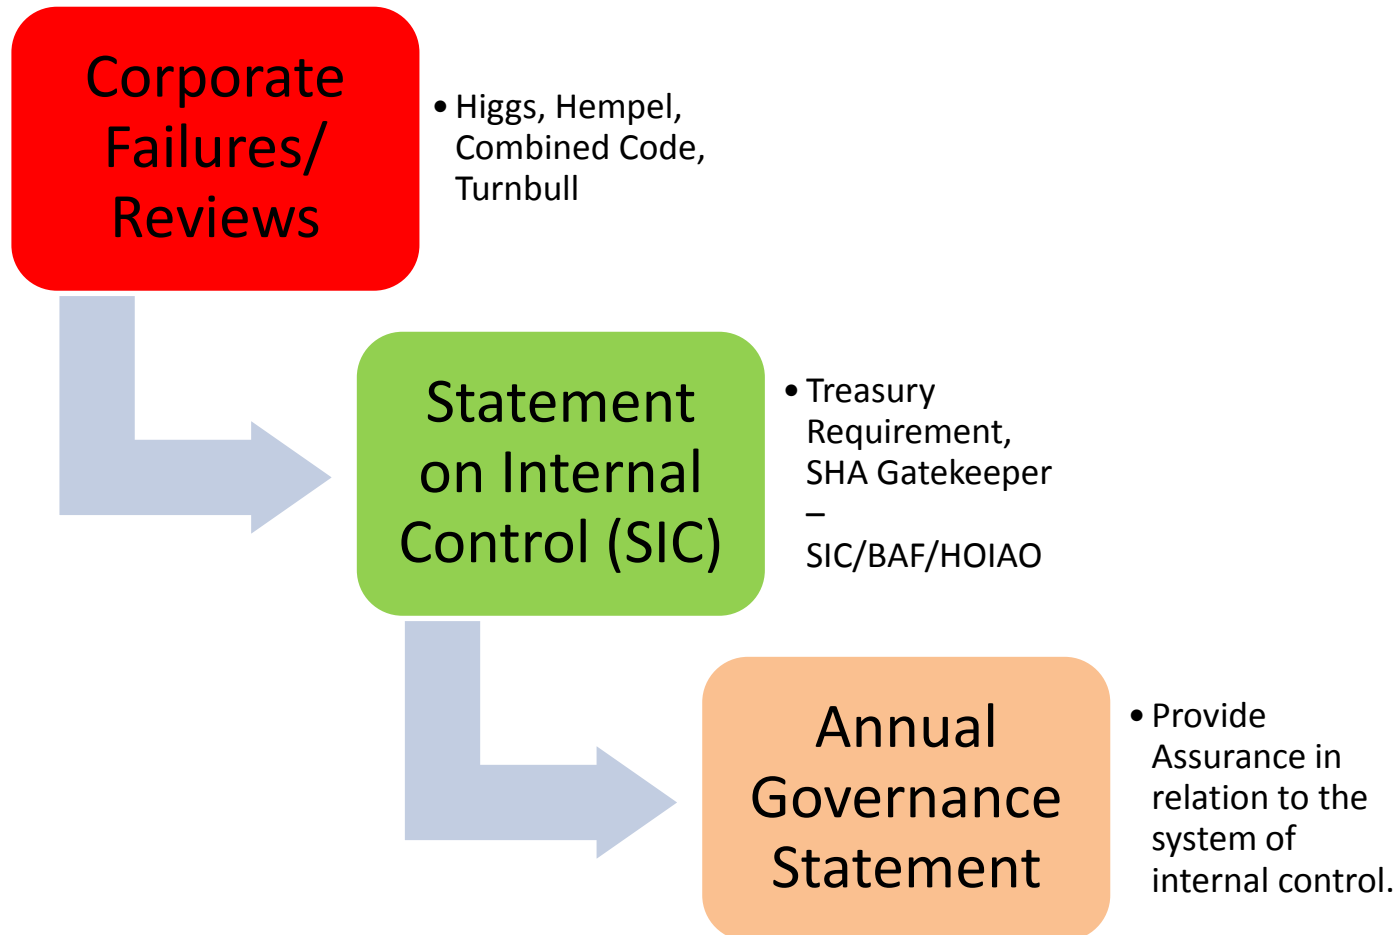 Corporate
Failures/
Reviews
• Higgs, Hempel,
Combined Code,
Turnbull
Statement
on Internal
Control (SIC)
• Treasury
Requirement,
SHA Gatekeeper
–
SIC/BAF/HOIAO
Annual
Governance
Statement
• Provide
Assurance in
relation to the
system of
internal control.